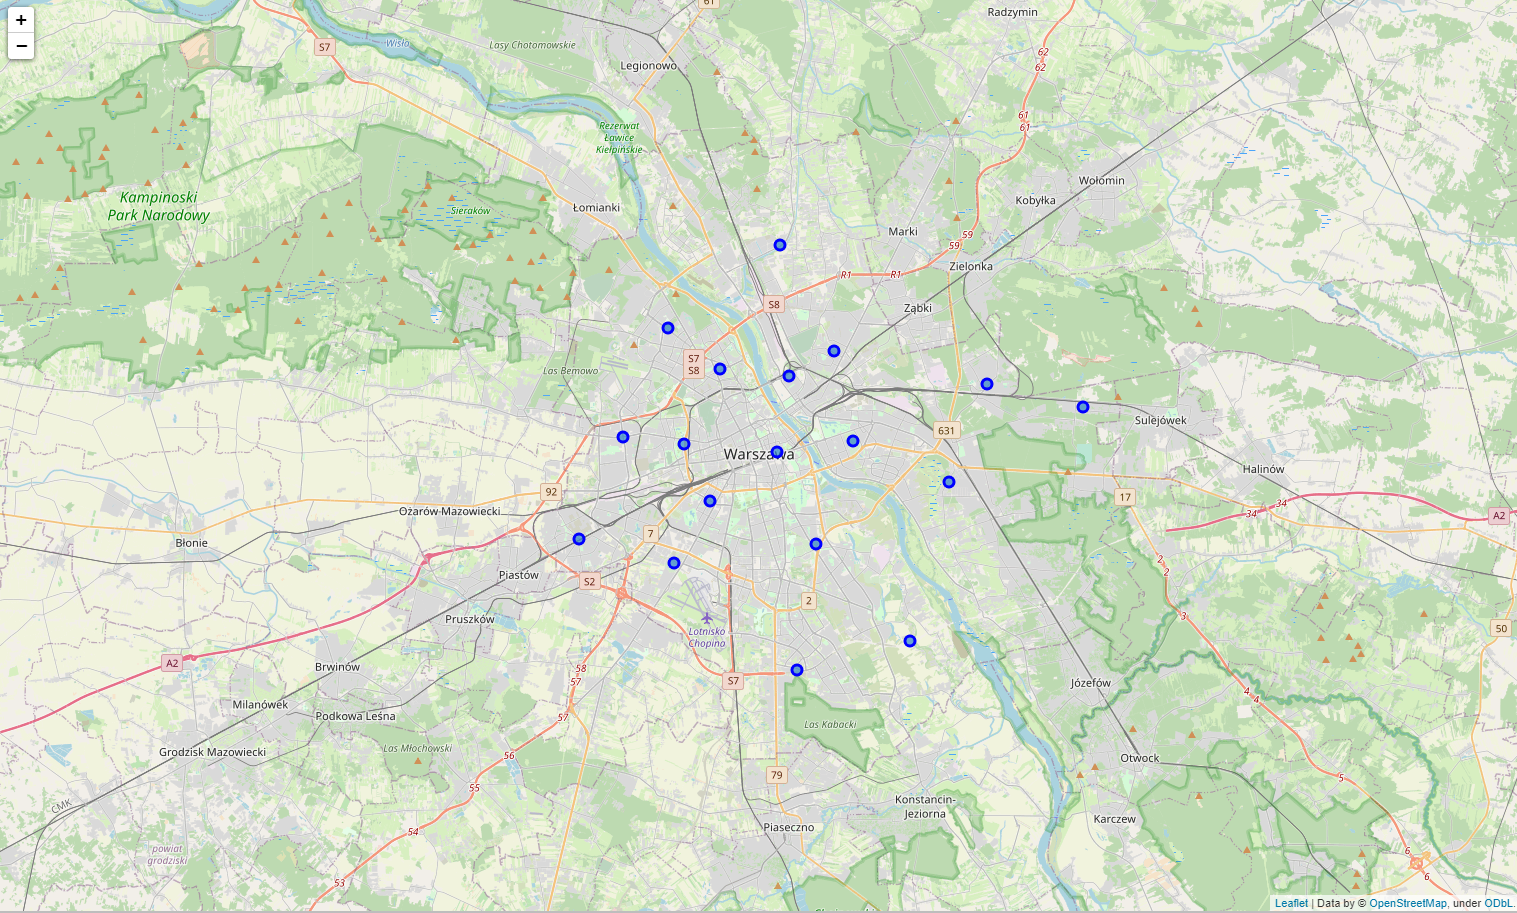 +
−
61
Radzymin
S7
Wisła
Lasy Chotomowskie
62
62
Legionowo
61
61
Rezerwat
Ławice
Kiełpińskie
Kampinoski
Park Narodowy
Sieraków
Łomianki
Wołomin
Kobyłka
Marki
59
59
Zielonka
R1
R1
S8
Ząbki
S7
S8
Las Bemowo
Sulejówek
631
Warszawa
Halinów
92
17
34
34
A2
Ożarów Mazowiecki
7
Błonie
2
2
Piastów
S2
2
3
Pruszków
Lotnisko
Chopina
50
A2
Brwinów
58
57
S7
Józefów
4
4
Milanówek
Podkowa Leśna
57
Las Kabacki
Grodzisk Mazowiecki
Las Młochowski
56
Otwock
79
5
55
CMK
Konstancin-
Jeziorna
Karczew
Piaseczno
54
powiat
grodziski
6
6
53
Leaflet | Data by © OpenStreetMap, under ODbL.